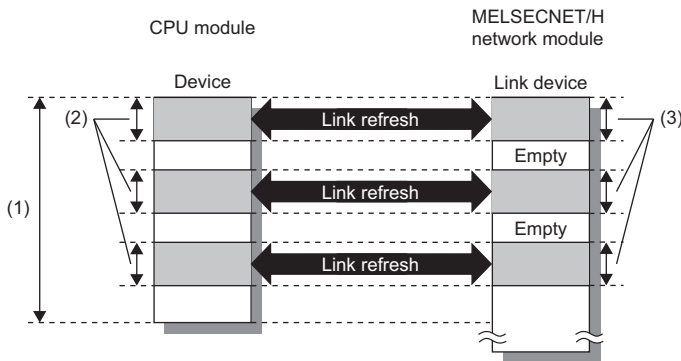 CPU module
MELSECNET/H
network module
Device
Link device
(2)
Link refresh
(3)
Empty
(1)
Link refresh
Empty
Link refresh